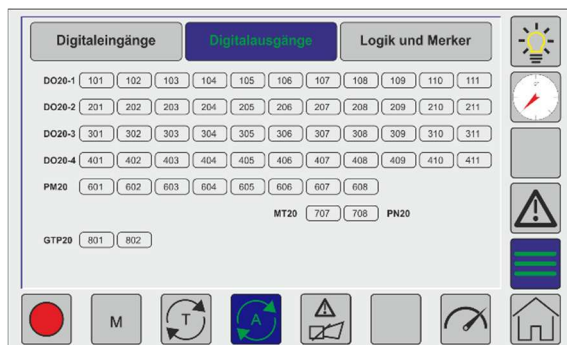 Digitaleingänge Digitalausgänge Logik und Merker
DO20-1 101 102 103 104 105 106 107 108 109 110 111
DO20-2 201 202 203 204 205 206 207 208 209 210 211
DO20-3 301 302 303 304 305 306 307 308 309 310 311
DO20-4 401 402 403 404 405 406 407 408 409 410 411
PM20 601 602 603 604 605 606 607 608
MT20 707 708 PN20
GTP20 801 802
M T A